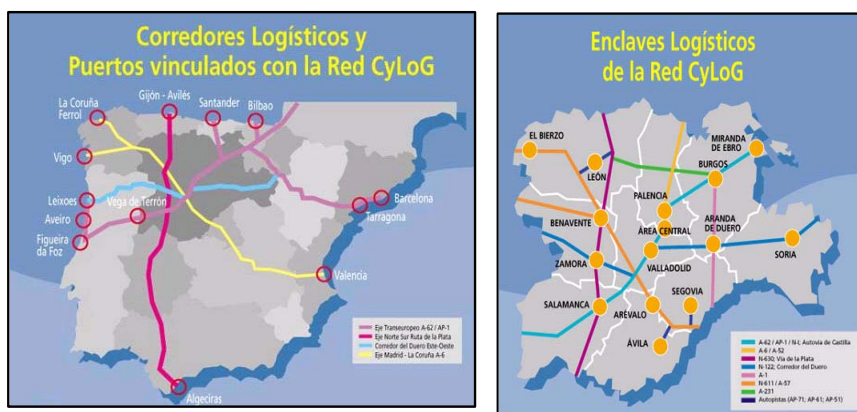 Corredores Logísticos y
Puertos vinculados con la Red CyLoG
La Coruña
Ferrol
Gijón - Avilés
Santander
Bilbao
Vigo
Leixoes
Aveiro
Figueira
da Foz
Vega de Terrón
Barcelona
Tarragona
Valencia
Algeciras
Eje Transeuropeo A-62 / AP-1
Eje Norte Sur Ruta de la Plata
Corredor del Duero Este-Oeste
Eje Madrid - La Coruña A-6
Enclaves Logísticos
de la Red CyLoG
EL BIERZO
LEÓN
MIRANDA
DE EBRO
BURGOS
PALENCIA
BENAVENTE
ÁREA CENTRAL
ARANDA
DE DUERO
ZAMORA
VALLADOLID
SORIA
SALAMANCA
ARÉVALO
SEGOVIA
ÁVILA
A-62 / AP-1 / N-I; Autovía de Castilla
A-6 / A-52
N-630; Vía de la Plata
N-122; Corredor del Duero
A-1
N-611 / A-57
A-231
Autopistas (AP-71; AP-61; AP-51)